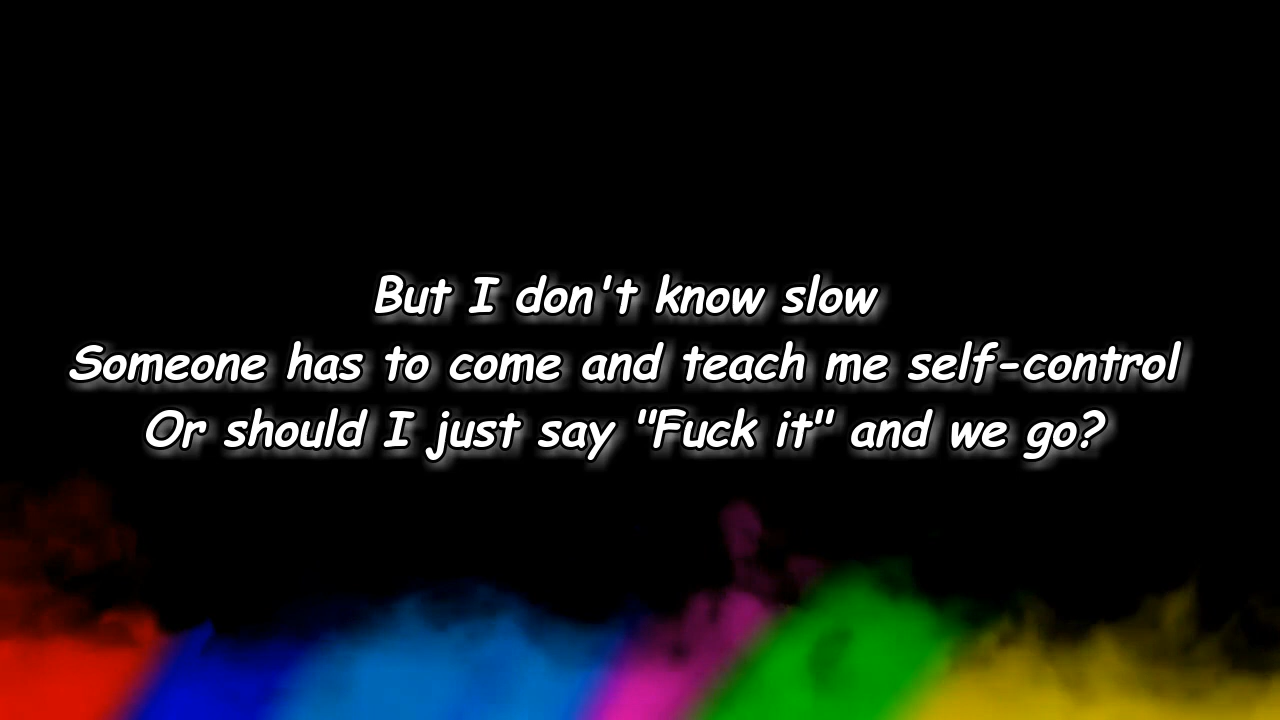 But I don't know slow
Someone has to come and teach me self-control
Or should I just say "Fuck it" and we go?